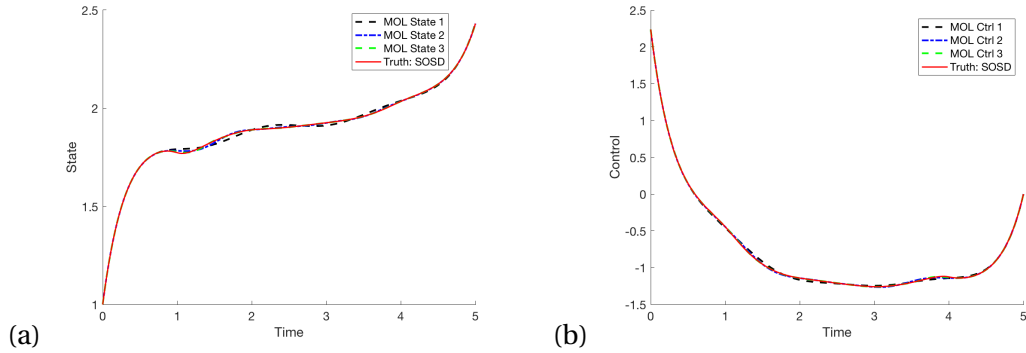 2.5
2
1.5
1
State
0
1
2
3
4
5
Time
MOL State 1
MOL State 2
MOL State 3
Truth: SOSD
(a)
2.5
2
1.5
1
0.5
0
-0.5
-1
-1.5
Control
0
1
2
3
4
5
Time
MOL Ctrl 1
MOL Ctrl 2
MOL Ctrl 3
Truth: SOSD
(b)